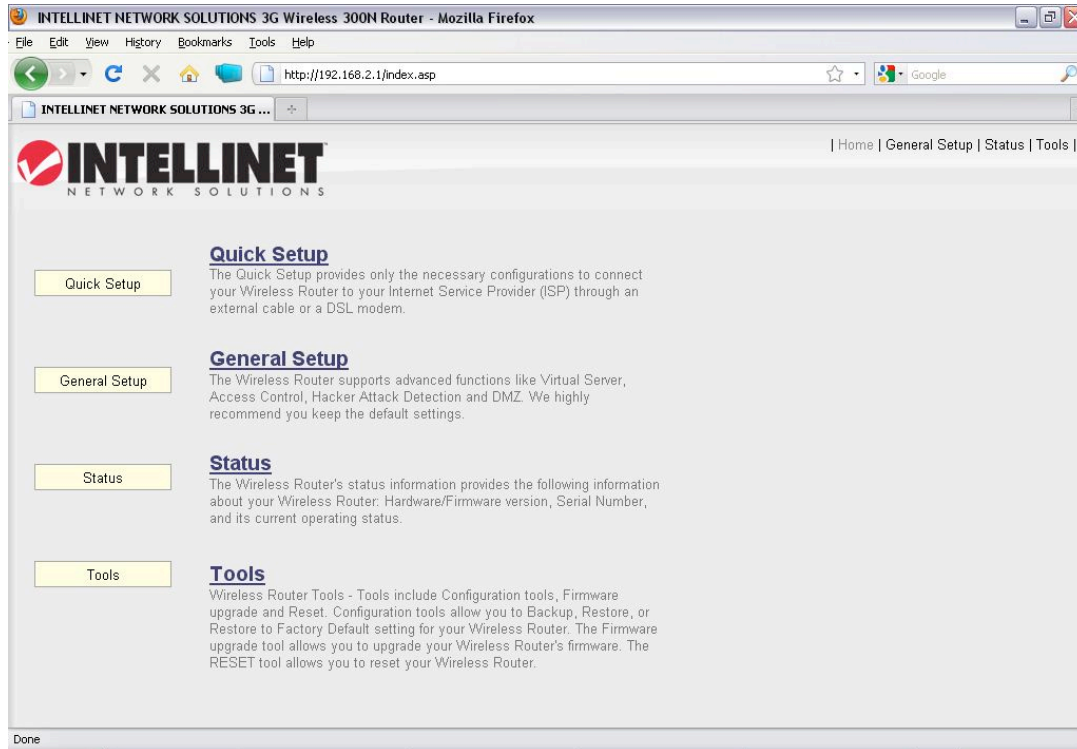 INTELLINET NETWORK SOLUTIONS 3G Wireless 300N Router - Mozilla Firefox
File Edit View History Bookmarks Tools Help
http://192.168.2.1/index.asp
Google
INTELLINET NETWORK SOLUTIONS 3G ...
INTELLINET
NETWORK SOLUTIONS
| Home | General Setup | Status | Tools |
Quick Setup
Quick Setup
The Quick Setup provides only the necessary configurations to connect
your Wireless Router to your Internet Service Provider (ISP) through an
external cable or a DSL modem.
General Setup
General Setup
The Wireless Router supports advanced functions like Virtual Server,
Access Control, Hacker Attack Detection and DMZ. We highly
recommend you keep the default settings.
Status
Status
The Wireless Router's status information provides the following information
about your Wireless Router: Hardware/Firmware version, Serial Number,
and its current operating status.
Tools
Tools
Wireless Router Tools - Tools include Configuration tools, Firmware
upgrade and Reset. Configuration tools allow you to Backup, Restore, or
Restore to Factory Default setting for your Wireless Router. The Firmware
upgrade tool allows you to upgrade your Wireless Router's firmware. The
RESET tool allows you to reset your Wireless Router.
Done